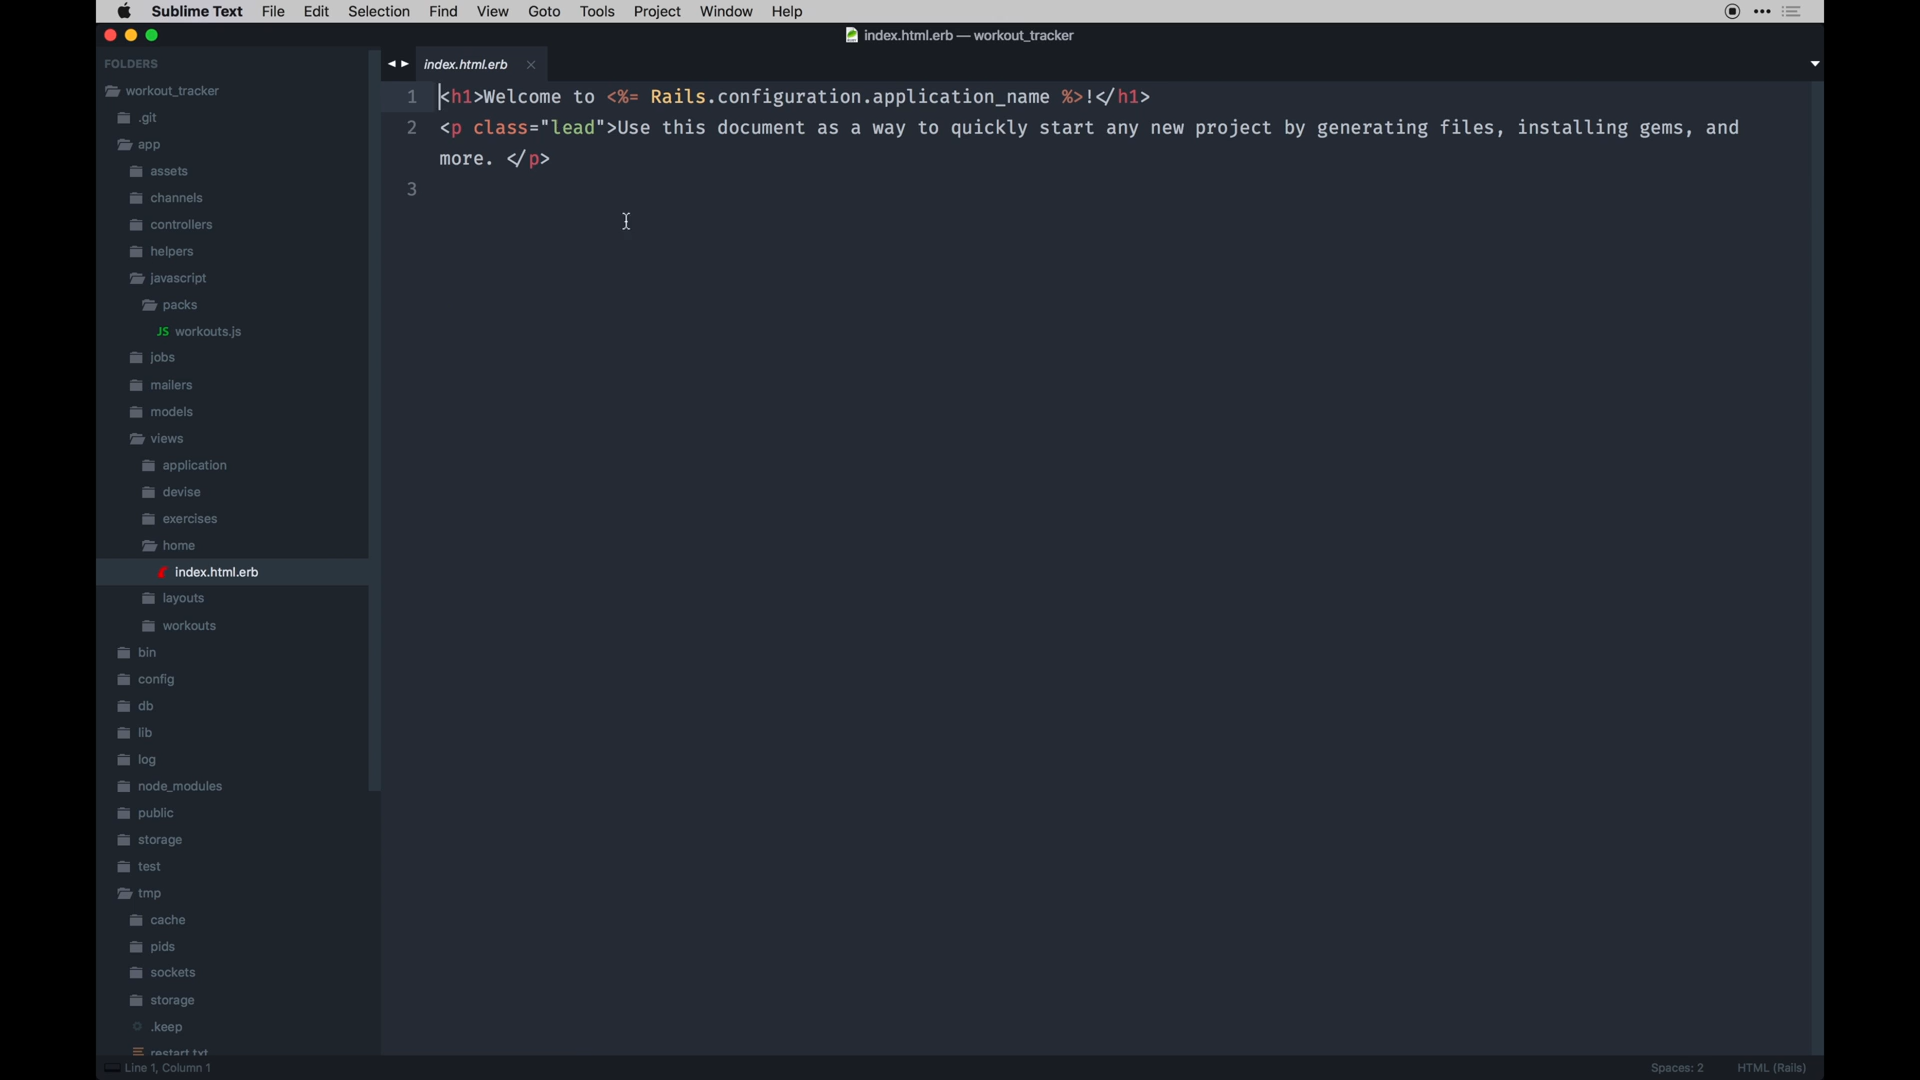 Sublime Text File Edit Selection Find View Goto Tools Project Window Help
index.html.erb — workout_tracker
FOLDERS
workout_tracker
.git
app
assets
channels
controllers
helpers
javascript
packs
JS workouts.js
jobs
mailers
models
views
application
devise
exercises
home
index.html.erb
layouts
workouts
bin
config
db
lib
log
node_modules
public
storage
test
tmp
cache
pids
sockets
storage
.keep
restart.txt
index.html.erb
1 <h1>Welcome to <%= Rails.configuration.application_name %>!</h1>
2 <p class="lead">Use this document as a way to quickly start any new project by generating files, installing gems, and
more. </p>
3
Line 1, Column 1
Spaces: 2 HTML (Rails)